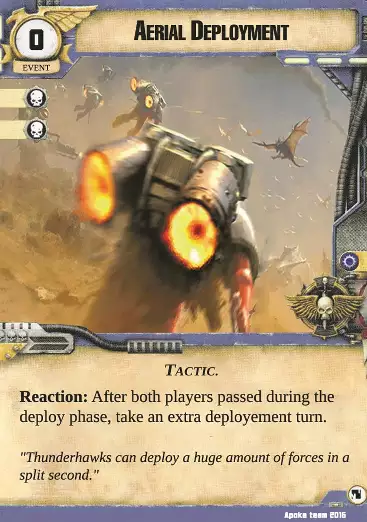 Aerial Deployment
0
EVENT
Tactic.
Reaction: After both players passed during the
deploy phase, take an extra deployement turn.
"Thunderhawks can deploy a huge amount of forces in a
split second."
Apoka team 2016